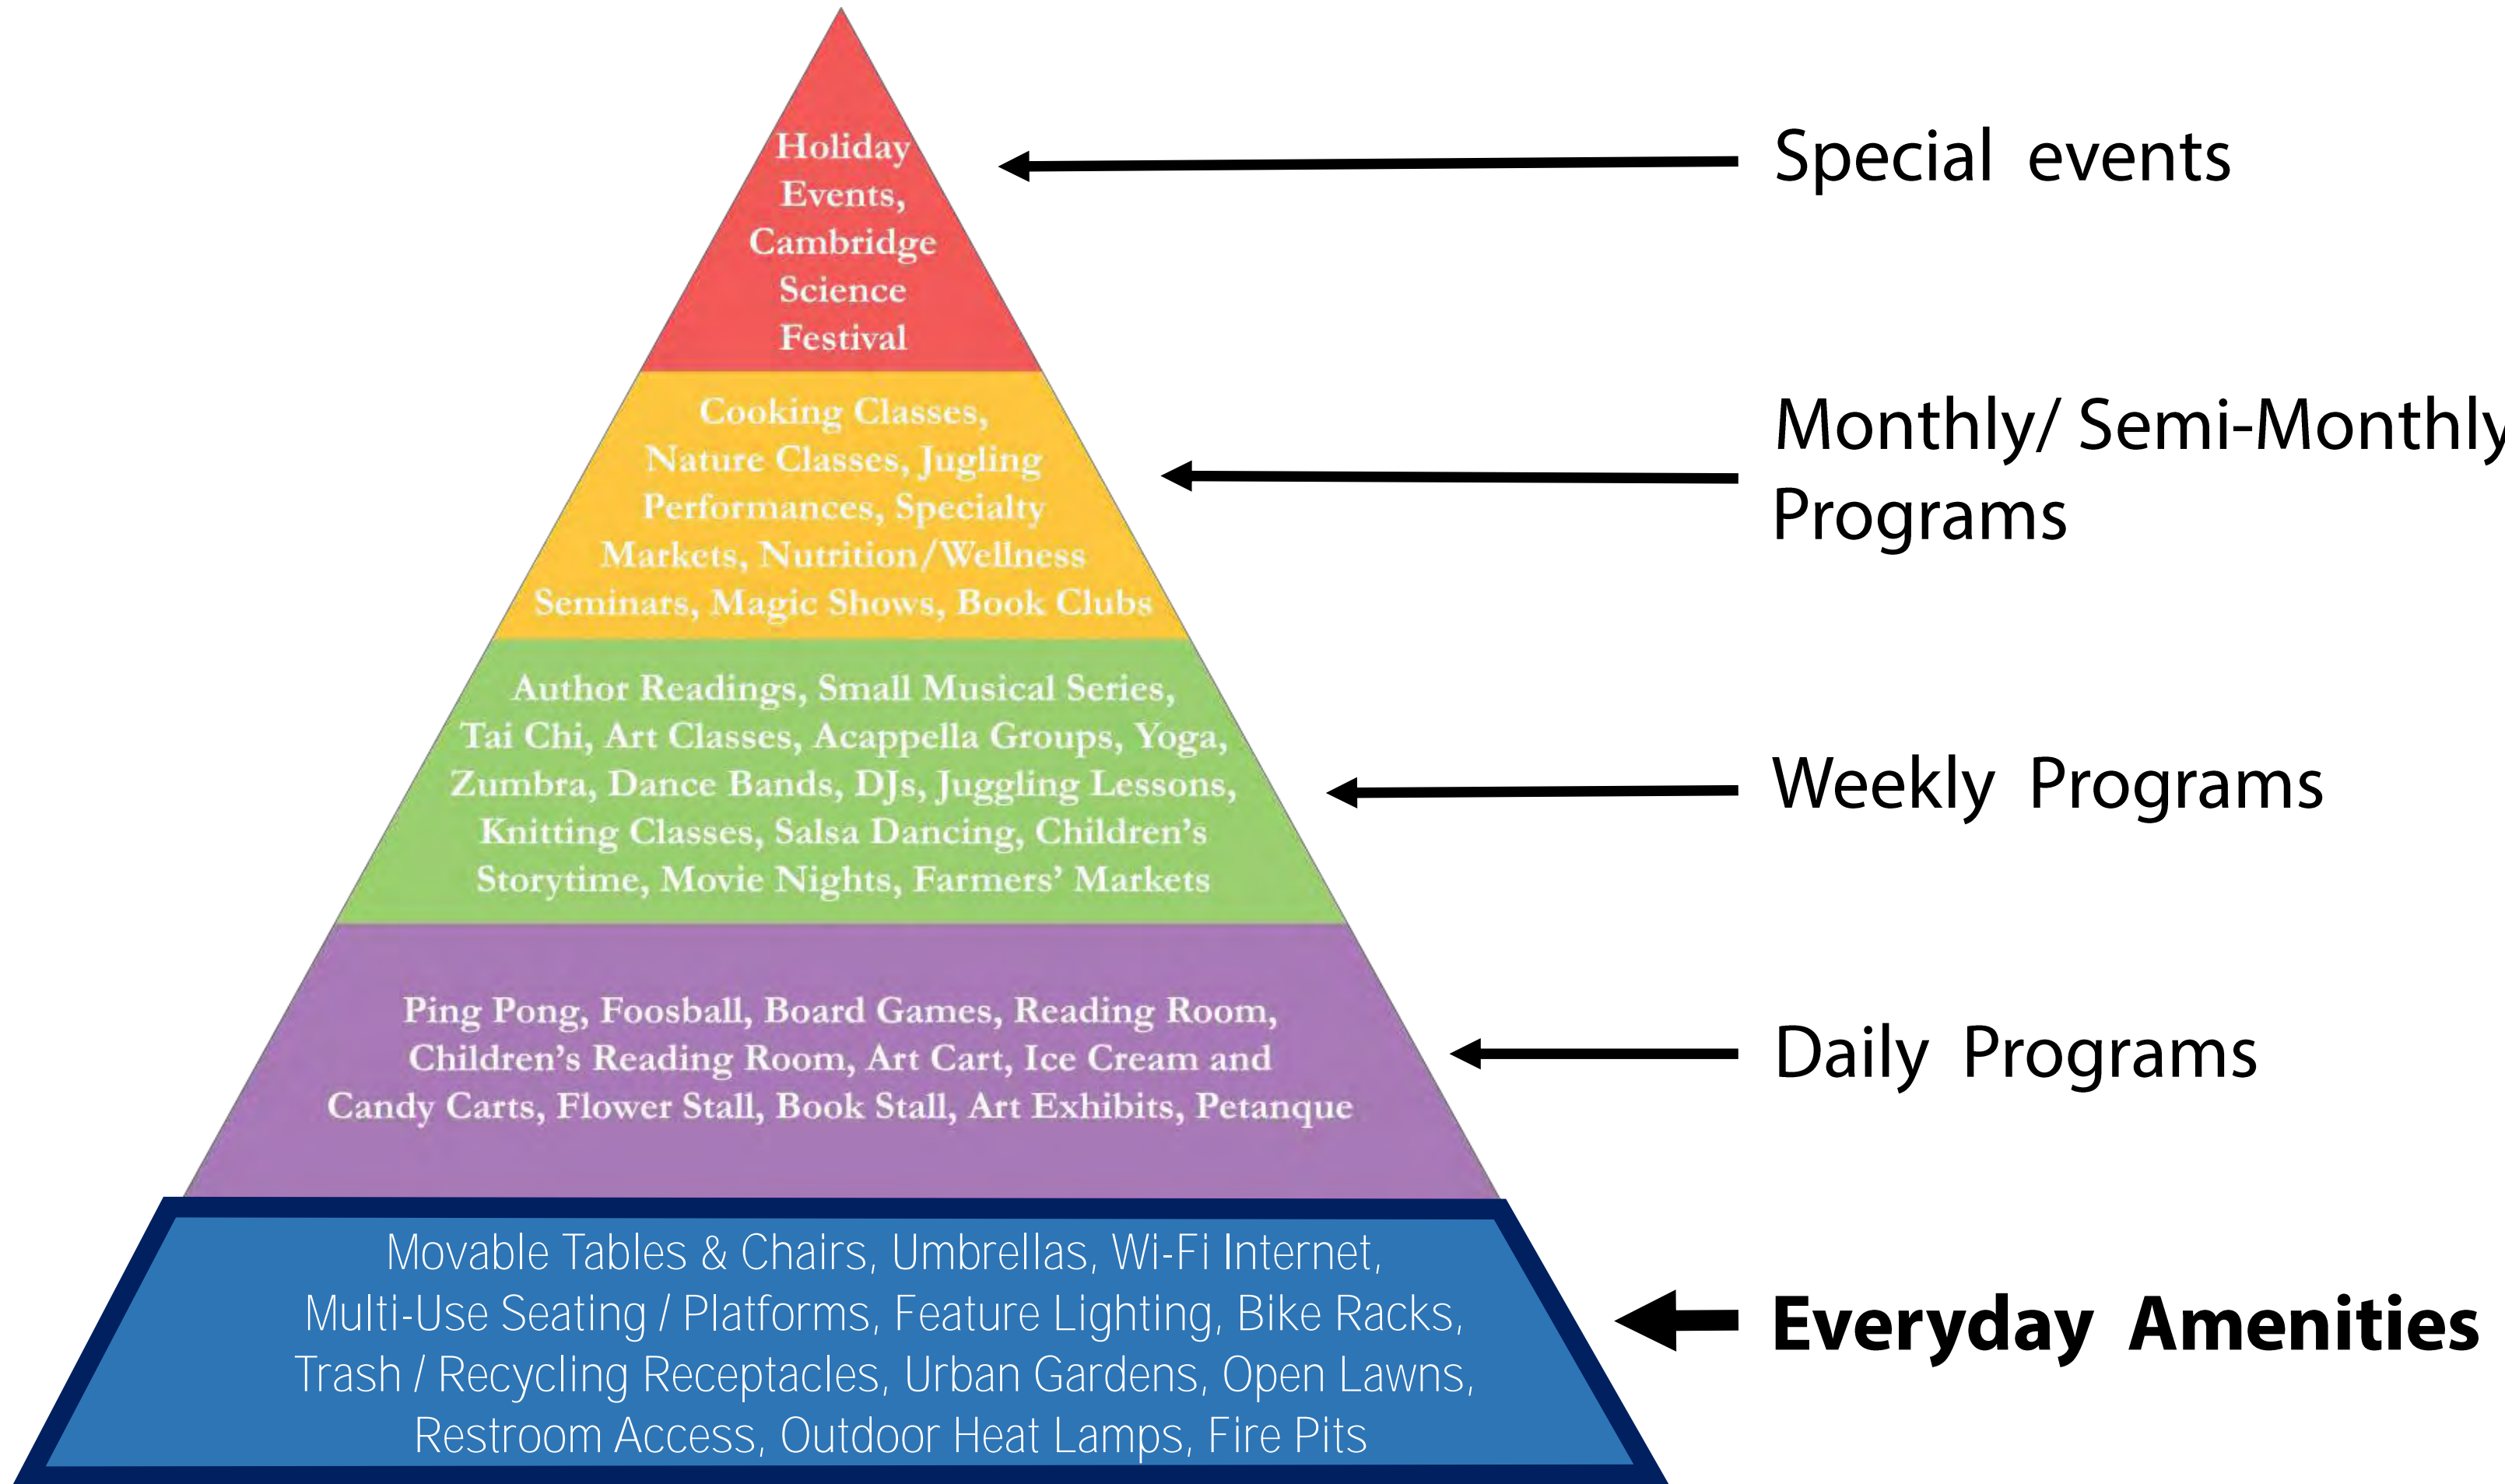 Holiday
Events,
Cambridge
Science
Festival
Special events
Cooking Classes,
Nature Classes, Jugling
Performances, Specialty
Markets, Nutrition/Wellness
Seminars, Magic Shows, Book Clubs
Monthly/ Semi-Monthly
Programs
Author Readings, Small Musical Series,
Tai Chi, Art Classes, Acappella Groups, Yoga,
Zumbra, Dance Bands, DJs, Juggling Lessons,
Knitting Classes, Salsa Dancing, Children’s
Storytime, Movie Nights, Farmers’ Markets
Weekly Programs
Ping Pong, Foosball, Board Games, Reading Room,
Children’s Reading Room, Art Cart, Ice Cream and
Candy Carts, Flower Stall, Book Stall, Art Exhibits, Petanque
Daily Programs
Movable Tables & Chairs, Umbrellas, Wi-Fi Internet,
Multi-Use Seating / Platforms, Feature Lighting, Bike Racks,
Trash / Recycling Receptacles, Urban Gardens, Open Lawns,
Restroom Access, Outdoor Heat Lamps, Fire Pits
Everyday Amenities